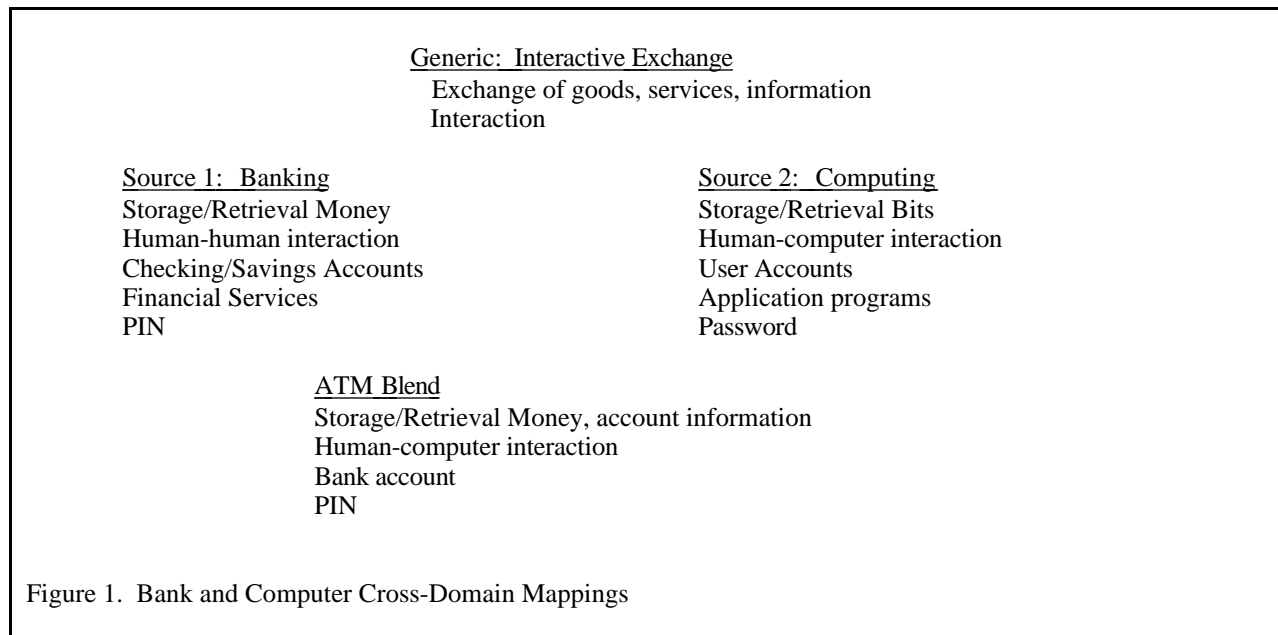 Generic: Interactive Exchange
Exchange of goods, services, information
Interaction
Source 1: Banking
Storage/Retrieval Money
Human-human interaction
Checking/Savings Accounts
Financial Services
PIN
Source 2: Computing
Storage/Retrieval Bits
Human-computer interaction
User Accounts
Application programs
Password
ATM Blend
Storage/Retrieval Money, account information
Human-computer interaction
Bank account
PIN
Figure 1. Bank and Computer Cross-Domain Mappings